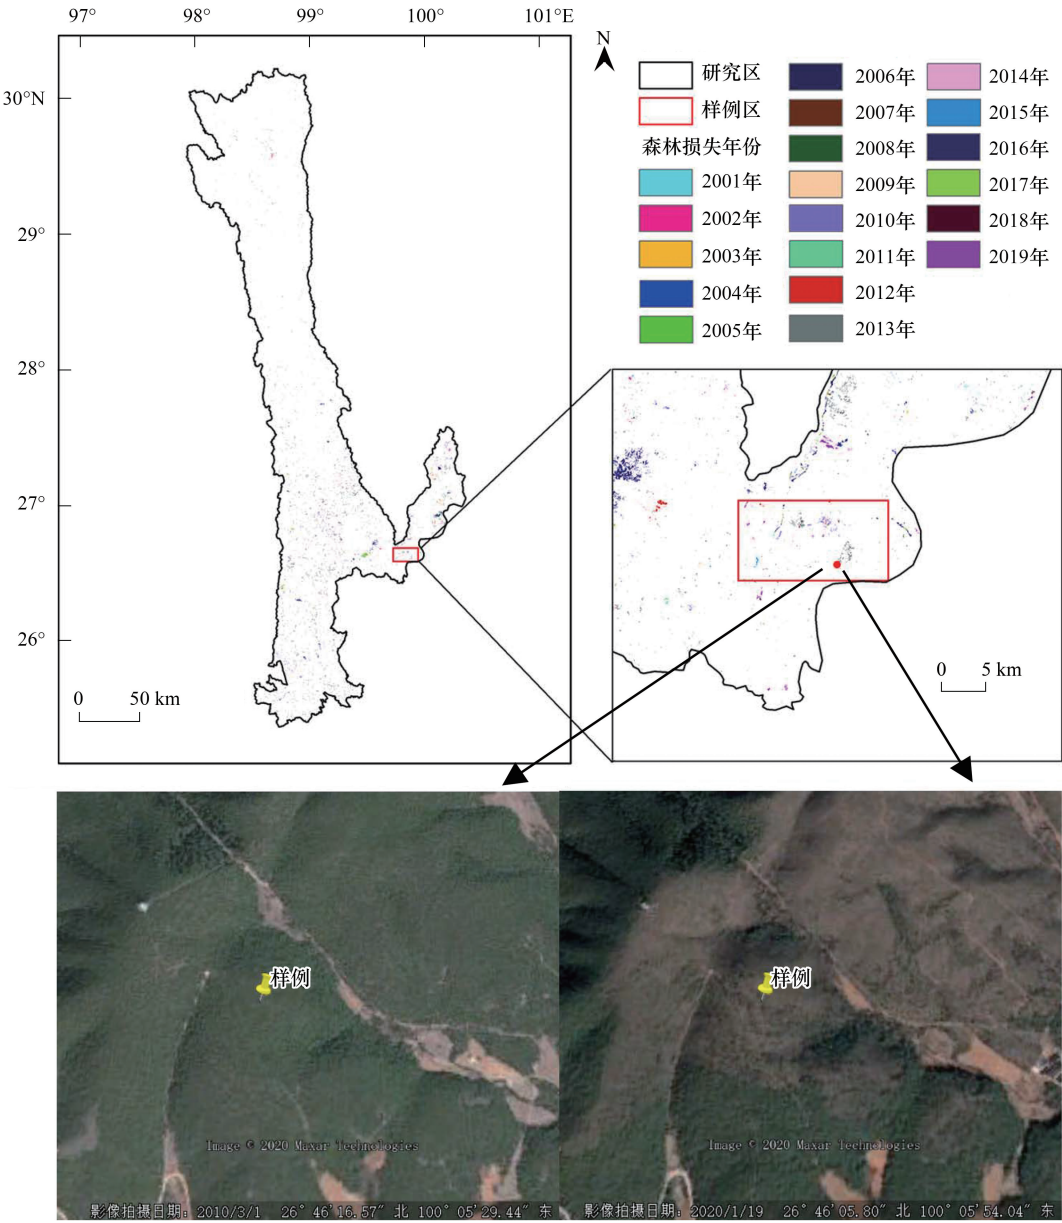 97° 98° 99° 100° 101°E
30°N
29°
28°
27°
26°
0 50 km
N
研究区
样例区
森林损失年份
2001年
2002年
2003年
2004年
2005年
2006年
2007年
2008年
2009年
2010年
2011年
2012年
2013年
2014年
2015年
2016年
2017年
2018年
2019年
0 5 km
样例
Image © 2020 Maxar Technologies
影像拍摄日期: 2010/3/1 26°46'16.57" 北 100°05'29.44" 东
样例
Image © 2020 Maxar Technologies
影像拍摄日期: 2020/1/19 26°46'05.80" 北 100°05'54.04" 东